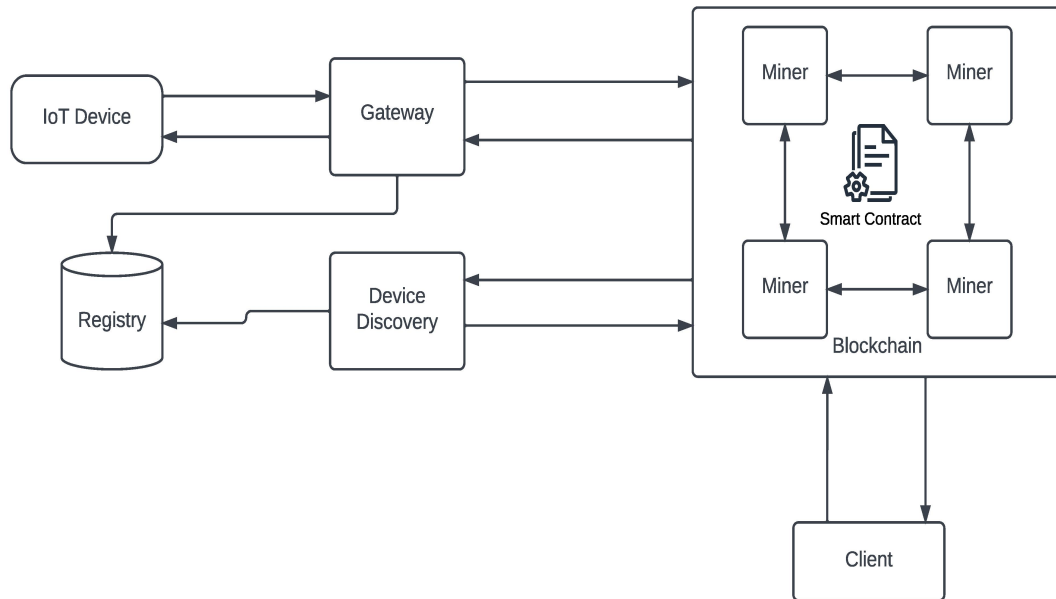 Miner
Miner
IoT Device
Gateway
Smart Contract
Miner
Miner
Device
Discovery
Registry
Blockchain
Client